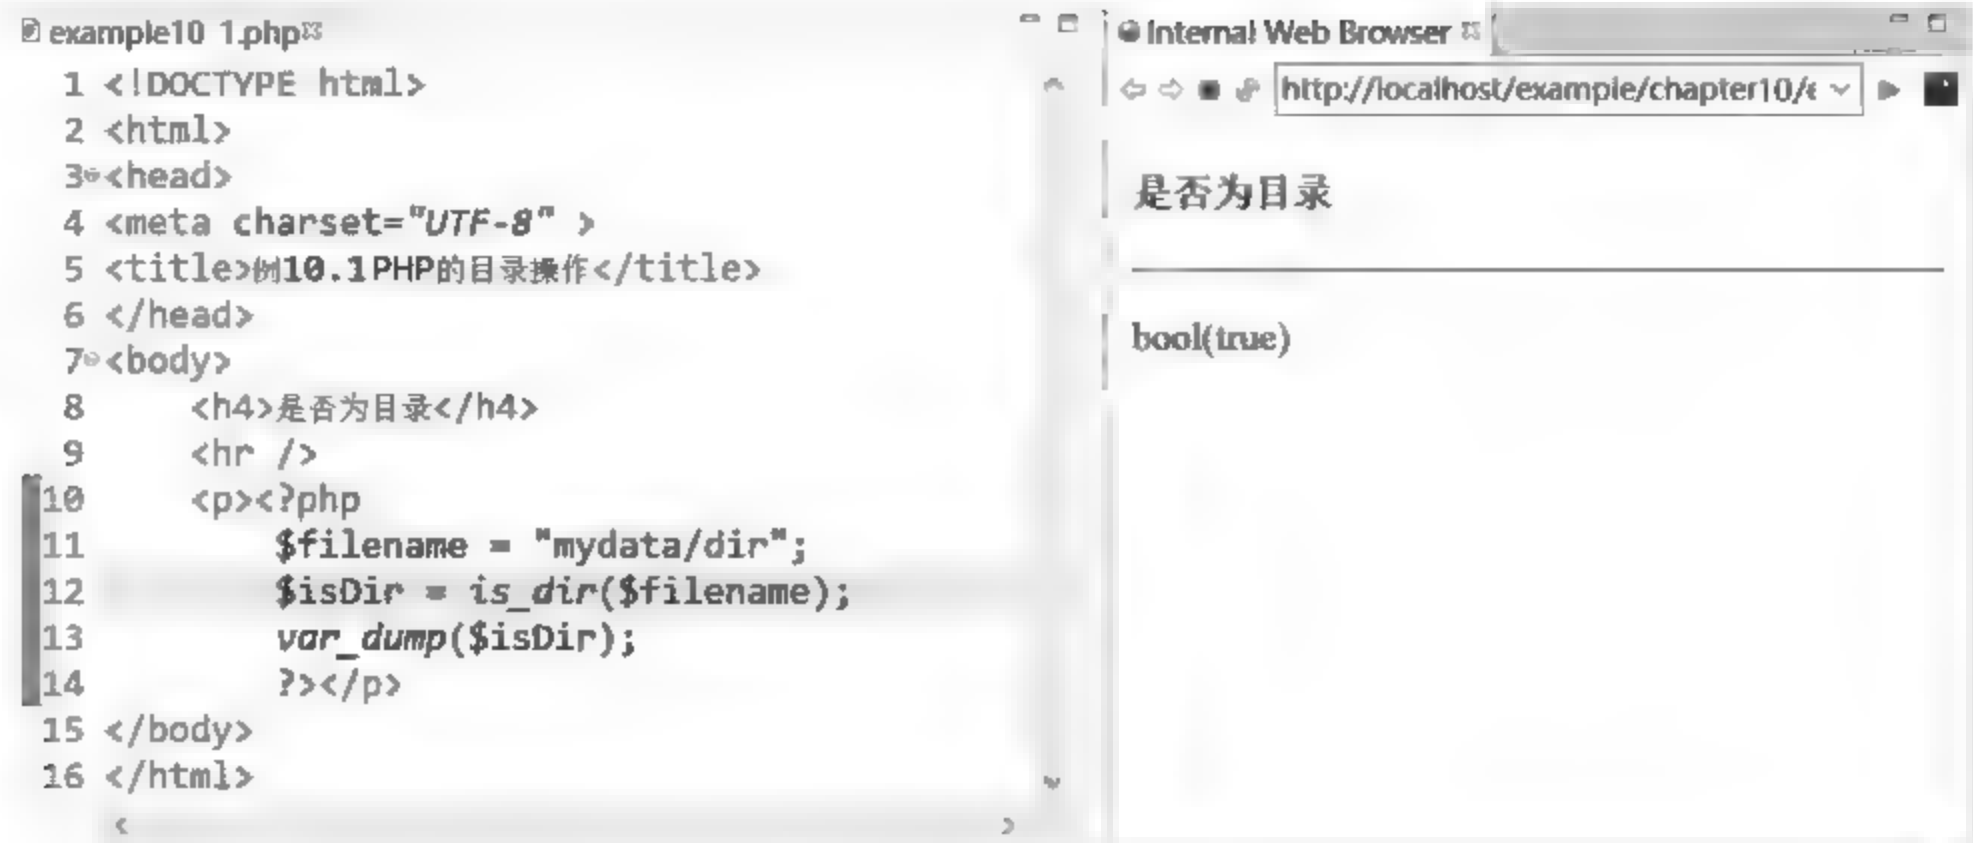 example10 1.php
1 <!DOCTYPE html>
2 <html>
3 <head>
4 <meta charset="UTF-8" >
5 <title>例10.1PHP的目录操作</title>
6 </head>
7 <body>
8 <h4>是否为目录</h4>
9 <hr />
10 <p><?php
11 $filename = "mydata/dir";
12 $isDir = is_dir($filename);
13 var_dump($isDir);
14 ?></p>
15 </body>
16 </html>
Internal Web Browser
http://localhost/example/chapter10/e
是否为目录
bool(true)